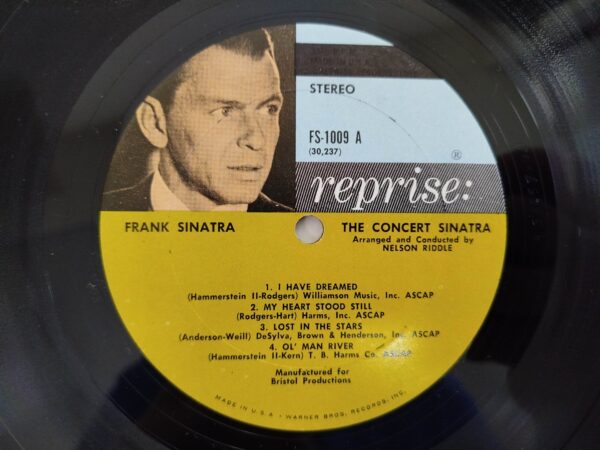 STEREO
FS-1009 A
(30,237)
®
reprise:
FRANK SINATRA
THE CONCERT SINATRA
Arranged and Conducted by
NELSON RIDDLE
1. I HAVE DREAMED
(Hammerstein II-Rodgers) Williamson Music, Inc. ASCAP
2. MY HEART STOOD STILL
(Rodgers-Hart) Harms, Inc. ASCAP
3. LOST IN THE STARS
(Anderson-Weill) DeSylva, Brown & Henderson, Inc. ASCAP
4. OL' MAN RIVER
(Hammerstein II-Kern) T. B. Harms Co. ASCAP
Manufactured for
Bristol Productions
MADE IN U.S.A. • WARNER BROS. RECORDS, INC.